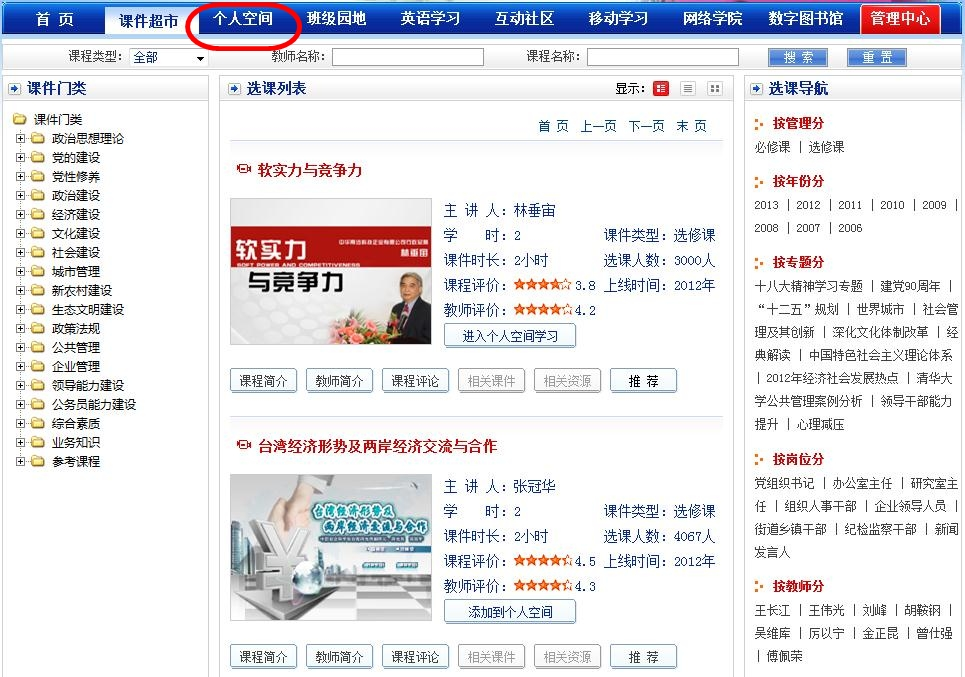 首 页 课件超市 个人空间 班级园地 英语学习 互动社区 移动学习 网络学院 数字图书馆 管理中心
课程类型: 全部 教师名称: 课程名称: 搜 索 重 置
课件门类
课件门类
政治思想理论
党的建设
党性修养
政治建设
经济建设
文化建设
社会建设
城市管理
新农村建设
生态文明建设
政策法规
公共管理
企业管理
领导能力建设
公务员能力建设
综合素质
业务知识
参考课程
选课列表 显示:
首 页 上一页 下一页 末 页
软实力与竞争力
软实力
SOFT POWER AND COMPETITIVENESS
与竞争力
林垂宙
主 讲 人: 林垂宙
学 时: 2 课件类型: 选修课
课件时长: 2小时 选课人数: 3000人
课程评价: 3.8 上线时间: 2012年
教师评价: 4.2
进入个人空间学习
课程简介 教师简介 课程评论 相关课件 相关资源 推 荐
台湾经济形势及两岸经济交流与合作
台湾经济形势及
两岸经济交流与合作
主 讲 人: 张冠华
学 时: 2 课件类型: 选修课
课件时长: 2小时 选课人数: 4067人
课程评价: 4.5 上线时间: 2012年
教师评价: 4.3
添加到个人空间
课程简介 教师简介 课程评论 相关课件 相关资源 推 荐
选课导航
按管理分
必修课 | 选修课
按年份分
2013 | 2012 | 2011 | 2010 | 2009 |
2008 | 2007 | 2006
按专题分
十八大精神学习专题 | 建党90周年 |
“十二五”规划 | 世界城市 | 社会管
理及其创新 | 深化文化体制改革 | 经
典解读 | 中国特色社会主义理论体系
| 2012年经济社会发展热点 | 清华大
学公共管理案例分析 | 领导干部能力
提升 | 心理减压
按岗位分
党组织书记 | 办公室主任 | 研究室主
任 | 组织人事干部 | 企业领导人员 |
街道乡镇干部 | 纪检监察干部 | 新闻
发言人
按教师分
王长江 | 王伟光 | 刘峰 | 胡鞍钢 |
吴维库 | 厉以宁 | 金正昆 | 曾仕强
| 傅佩荣